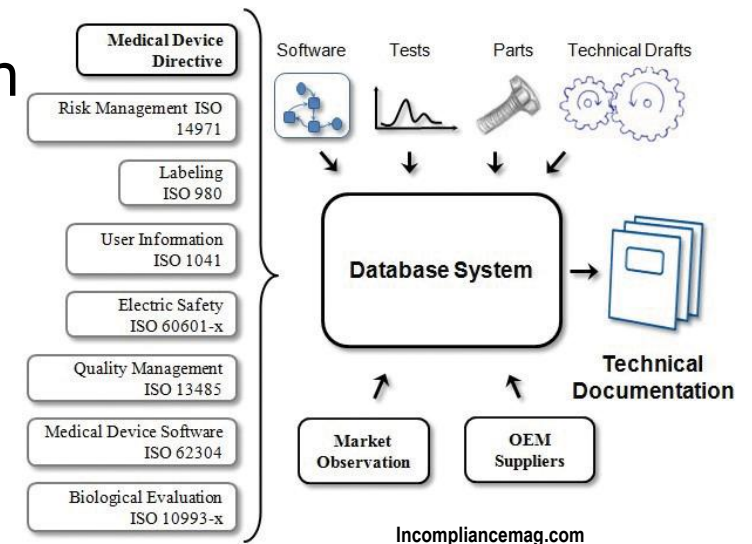 n
Medical Device
Directive
Risk Management ISO
14971
Labeling
ISO 980
User Information
ISO 1041
Electric Safety
ISO 60601-x
Quality Management
ISO 13485
Medical Device Software
ISO 62304
Biological Evaluation
ISO 10993-x
Software
Tests
Parts
Technical Drafts
Database System
Technical
Documentation
Market
Observation
OEM
Suppliers
Incompliancemag.com